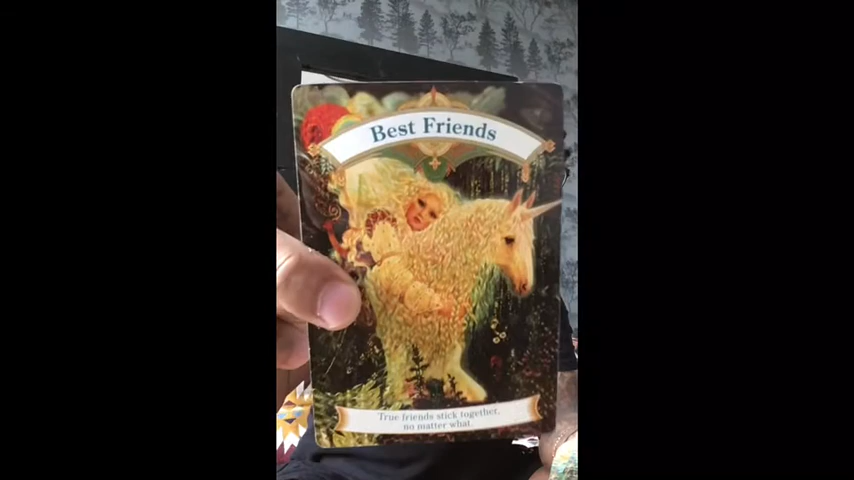 Best Friends
True friends stick together,
no matter what.